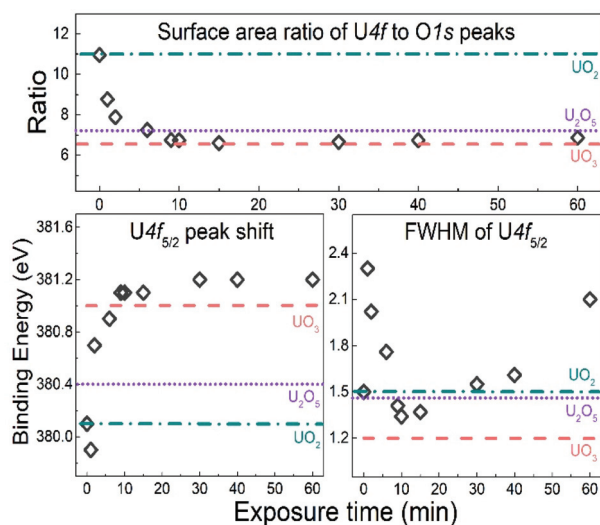 Surface area ratio of U4f to O1s peaks
Ratio
12
10
8
6
UO₂
U₂O₅
UO₃
0 10 20 30 40 50 60
U4f₅/₂ peak shift
Binding Energy (eV)
381.6
381.2
380.8
380.4
380.0
UO₃
U₂O₅
UO₂
0 10 20 30 40 50 60
FWHM of U4f₅/₂
2.4
2.1
1.8
1.5
1.2
UO₂
U₂O₅
UO₃
0 10 20 30 40 50 60
Exposure time (min)